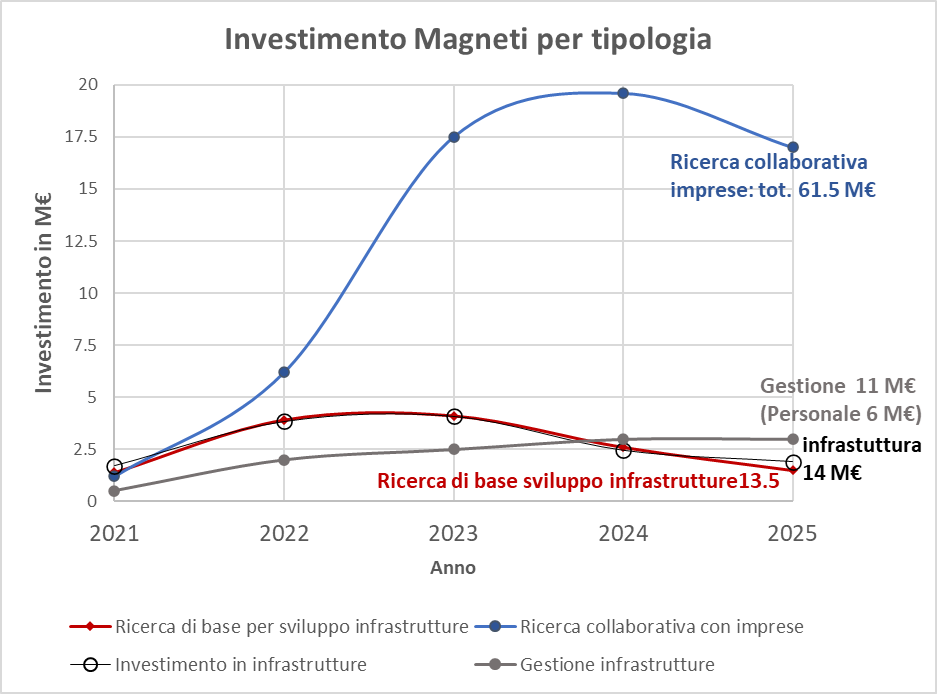 Investimento Magneti per tipologia
20
17.5
15
12.5
10
7.5
5
2.5
0
Investimento in M€
Ricerca collaborativa
imprese: tot. 61.5 M€
Gestione 11 M€
(Personale 6 M€)
infrastuttura
14 M€
Ricerca di base sviluppo infrastrutture13.5
2021 2022 2023 2024 2025
Anno
Ricerca di base per sviluppo infrastrutture Ricerca collaborativa con imprese
Investimento in infrastrutture Gestione infrastrutture